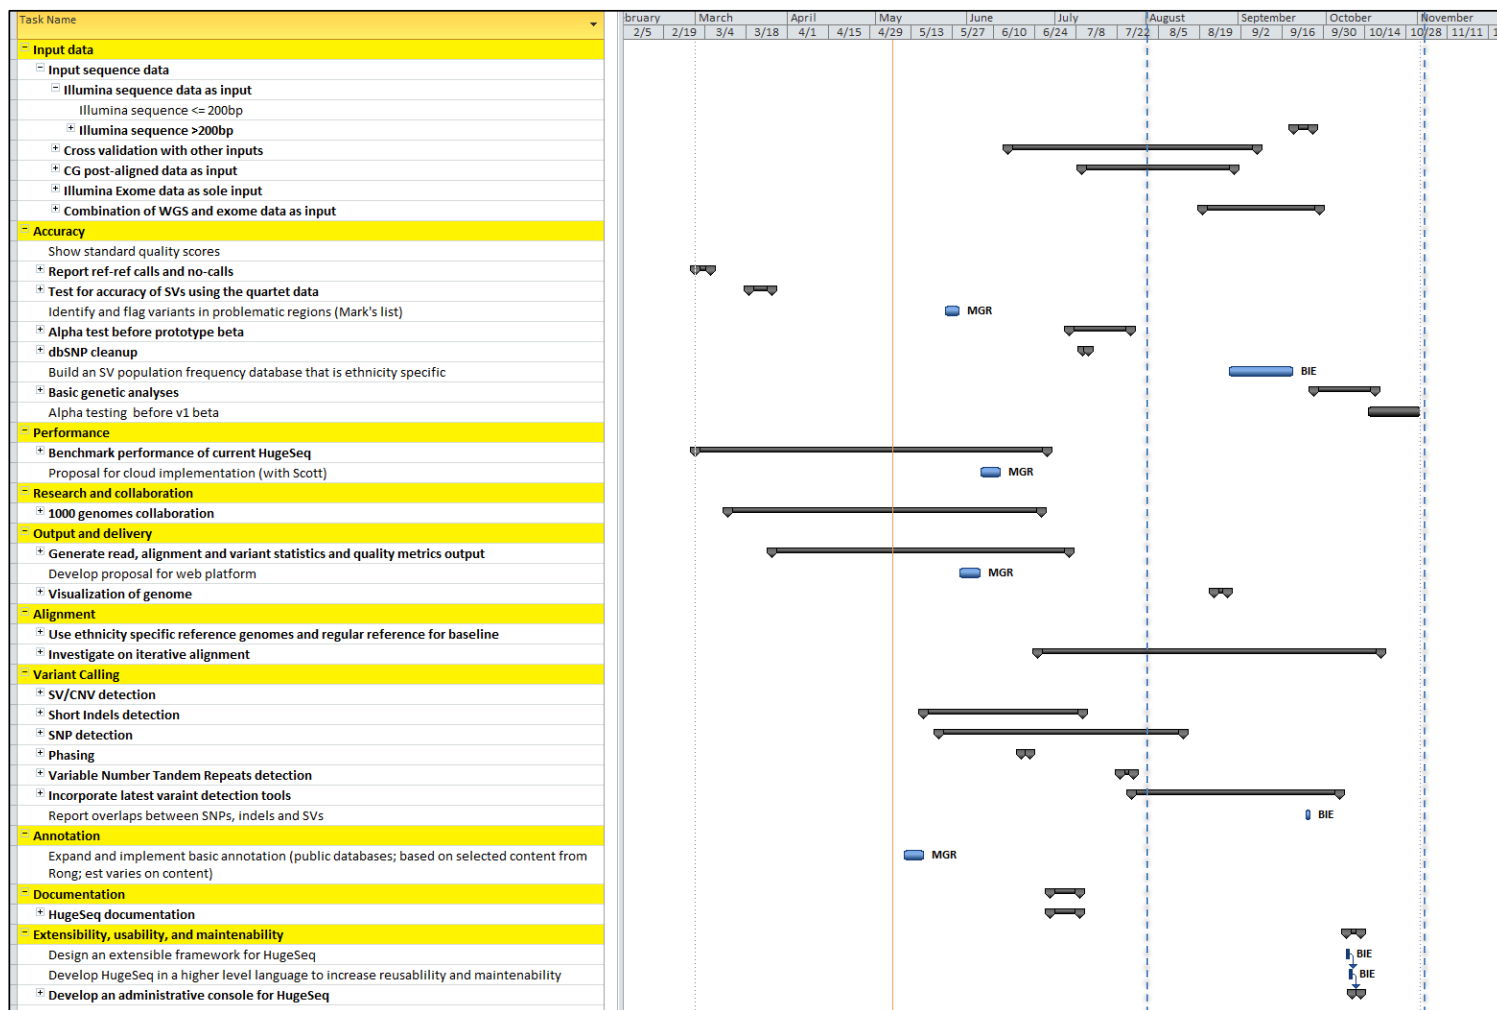 Task Name
bruary March April May June July August September October November
2/5 2/19 3/4 3/18 4/1 4/15 4/29 5/13 5/27 6/10 6/24 7/8 7/22 8/5 8/19 9/2 9/16 9/30 10/14 10/28 11/11 1
Input data
Input sequence data
Illumina sequence data as input
Illumina sequence <= 200bp
Illumina sequence >200bp
Cross validation with other inputs
CG post-aligned data as input
Illumina Exome data as sole input
Combination of WGS and exome data as input
Accuracy
Show standard quality scores
Report ref-ref calls and no-calls
Test for accuracy of SVs using the quartet data
Identify and flag variants in problematic regions (Mark's list) MGR
Alpha test before prototype beta
dbSNP cleanup
Build an SV population frequency database that is ethnicity specific BIE
Basic genetic analyses
Alpha testing before v1 beta
Performance
Benchmark performance of current HugeSeq
Proposal for cloud implementation (with Scott) MGR
Research and collaboration
1000 genomes collaboration
Output and delivery
Generate read, alignment and variant statistics and quality metrics output
Develop proposal for web platform MGR
Visualization of genome
Alignment
Use ethnicity specific reference genomes and regular reference for baseline
Investigate on iterative alignment
Variant Calling
SV/CNV detection
Short Indels detection
SNP detection
Phasing
Variable Number Tandem Repeats detection
Incorporate latest varaint detection tools
Report overlaps between SNPs, indels and SVs BIE
Annotation
Expand and implement basic annotation (public databases; based on selected content from MGR
Rong; est varies on content)
Documentation
HugeSeq documentation
Extensibility, usability, and maintenability
Design an extensible framework for HugeSeq BIE
Develop HugeSeq in a higher level language to increase reusablility and maintenability BIE
Develop an administrative console for HugeSeq